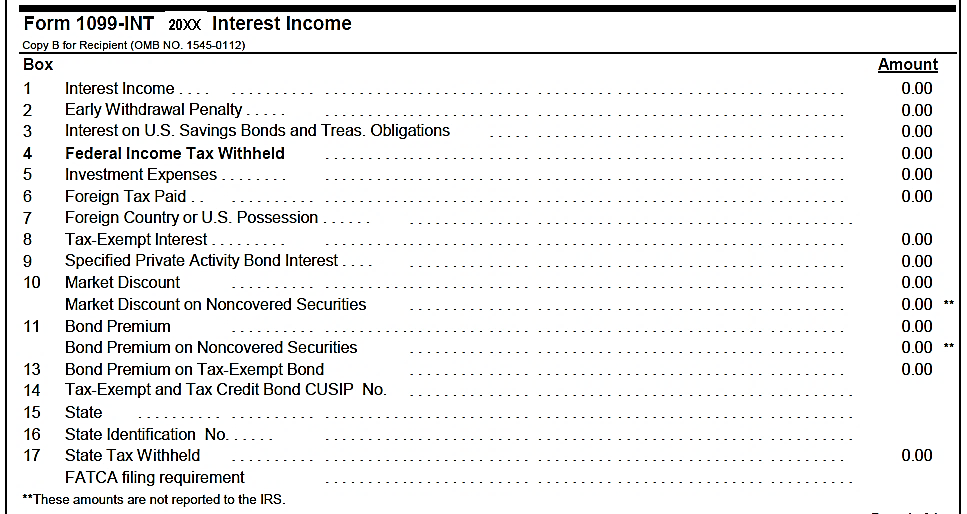 Form 1099-INT 20XX Interest Income
Copy B for Recipient (OMB NO. 1545-0112)
Box Amount
1 Interest Income . . . . 0.00
2 Early Withdrawal Penalty . . . . . 0.00
3 Interest on U.S. Savings Bonds and Treas. Obligations 0.00
4 Federal Income Tax Withheld 0.00
5 Investment Expenses . . . . . . . . 0.00
6 Foreign Tax Paid . . 0.00
7 Foreign Country or U.S. Possession . . . . . .
8 Tax-Exempt Interest . . . . . . . . . 0.00
9 Specified Private Activity Bond Interest . . . . 0.00
10 Market Discount 0.00
Market Discount on Noncovered Securities 0.00 **
11 Bond Premium 0.00
Bond Premium on Noncovered Securities 0.00 **
13 Bond Premium on Tax-Exempt Bond 0.00
14 Tax-Exempt and Tax Credit Bond CUSIP No.
15 State
16 State Identification No. . . . . .
17 State Tax Withheld 0.00
FATCA filing requirement
**These amounts are not reported to the IRS.